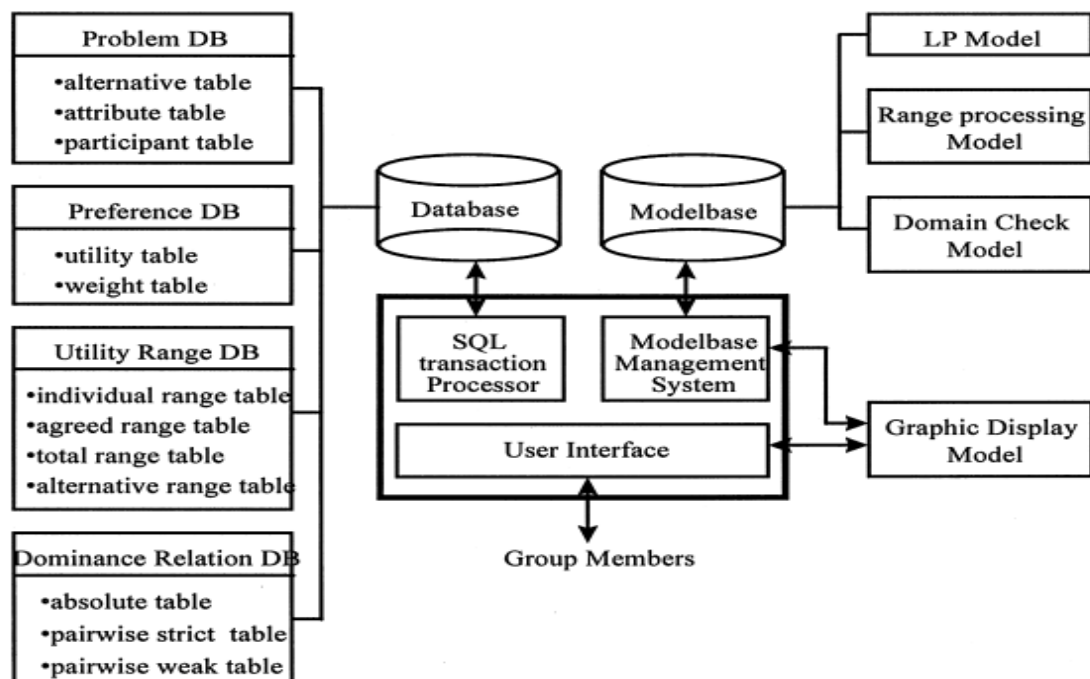 Problem DB
•alternative table
•attribute table
•participant table
Preference DB
•utility table
•weight table
Utility Range DB
•individual range table
•agreed range table
•total range table
•alternative range table
Dominance Relation DB
•absolute table
•pairwise strict table
•pairwise weak table
Database
Modelbase
SQL
transaction
Processor
Modelbase
Management
System
User Interface
Group Members
LP Model
Range processing
Model
Domain Check
Model
Graphic Display
Model